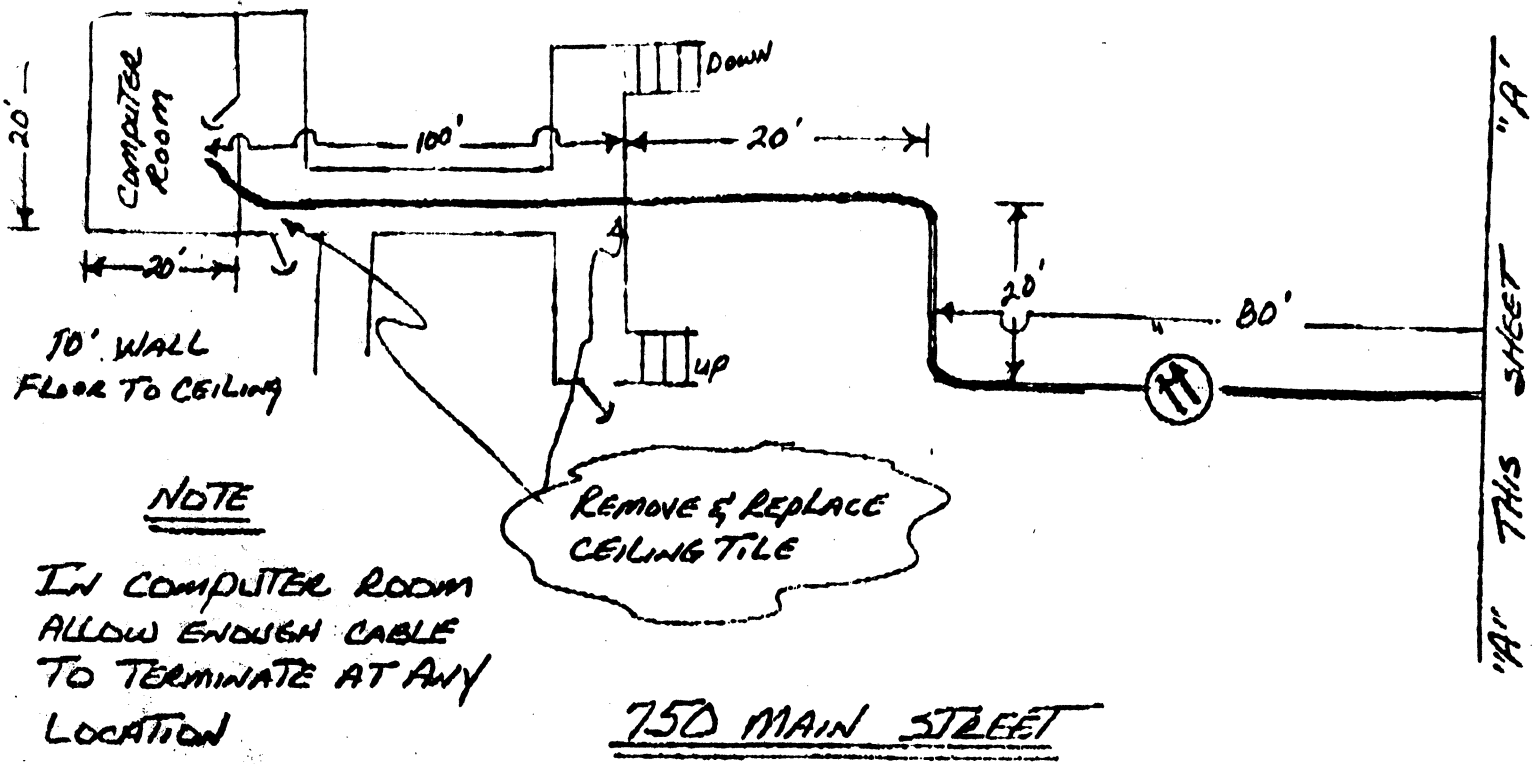 COMPUTER
ROOM
20'
20'
100'
20'
20'
80'
DOWN
UP
10' WALL
FLOOR TO CEILING
REMOVE & REPLACE
CEILING TILE
NOTE
IN COMPUTER ROOM
ALLOW ENOUGH CABLE
TO TERMINATE AT ANY
LOCATION
750 MAIN STREET
"A" THIS SHEET "A"